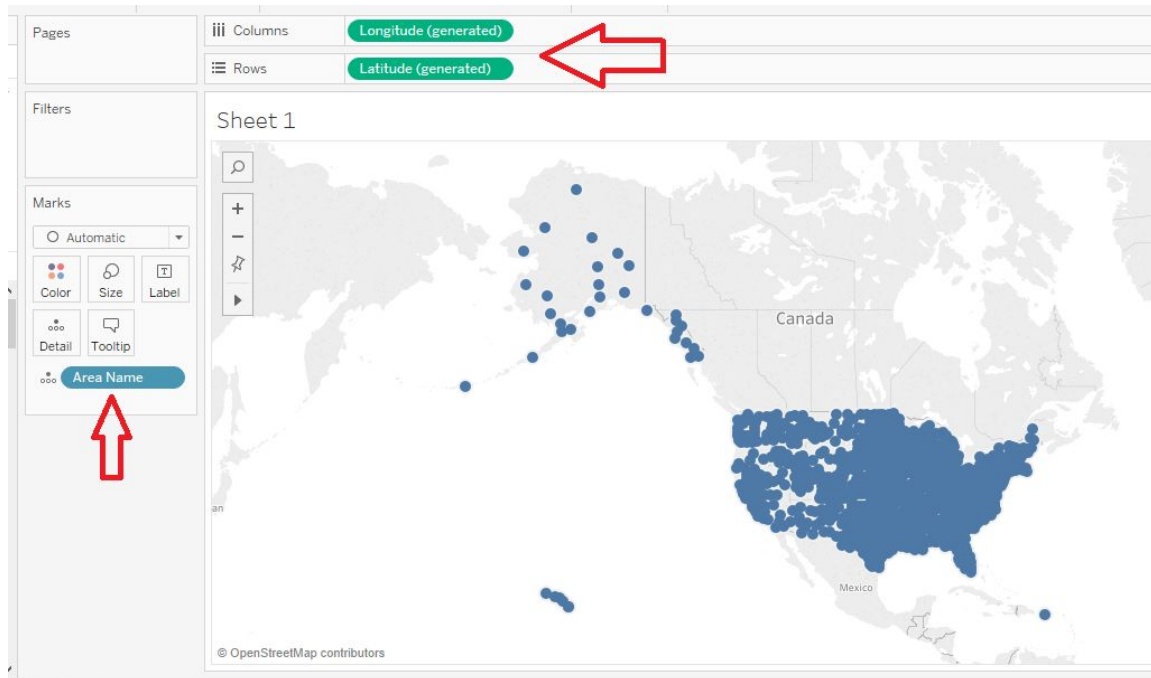 Pages
Columns
Longitude (generated)
Rows
Latitude (generated)
Filters
Sheet 1
Marks
Automatic
Color
Size
T
Label
Detail
Tooltip
Area Name
Canada
an
Mexico
© OpenStreetMap contributors